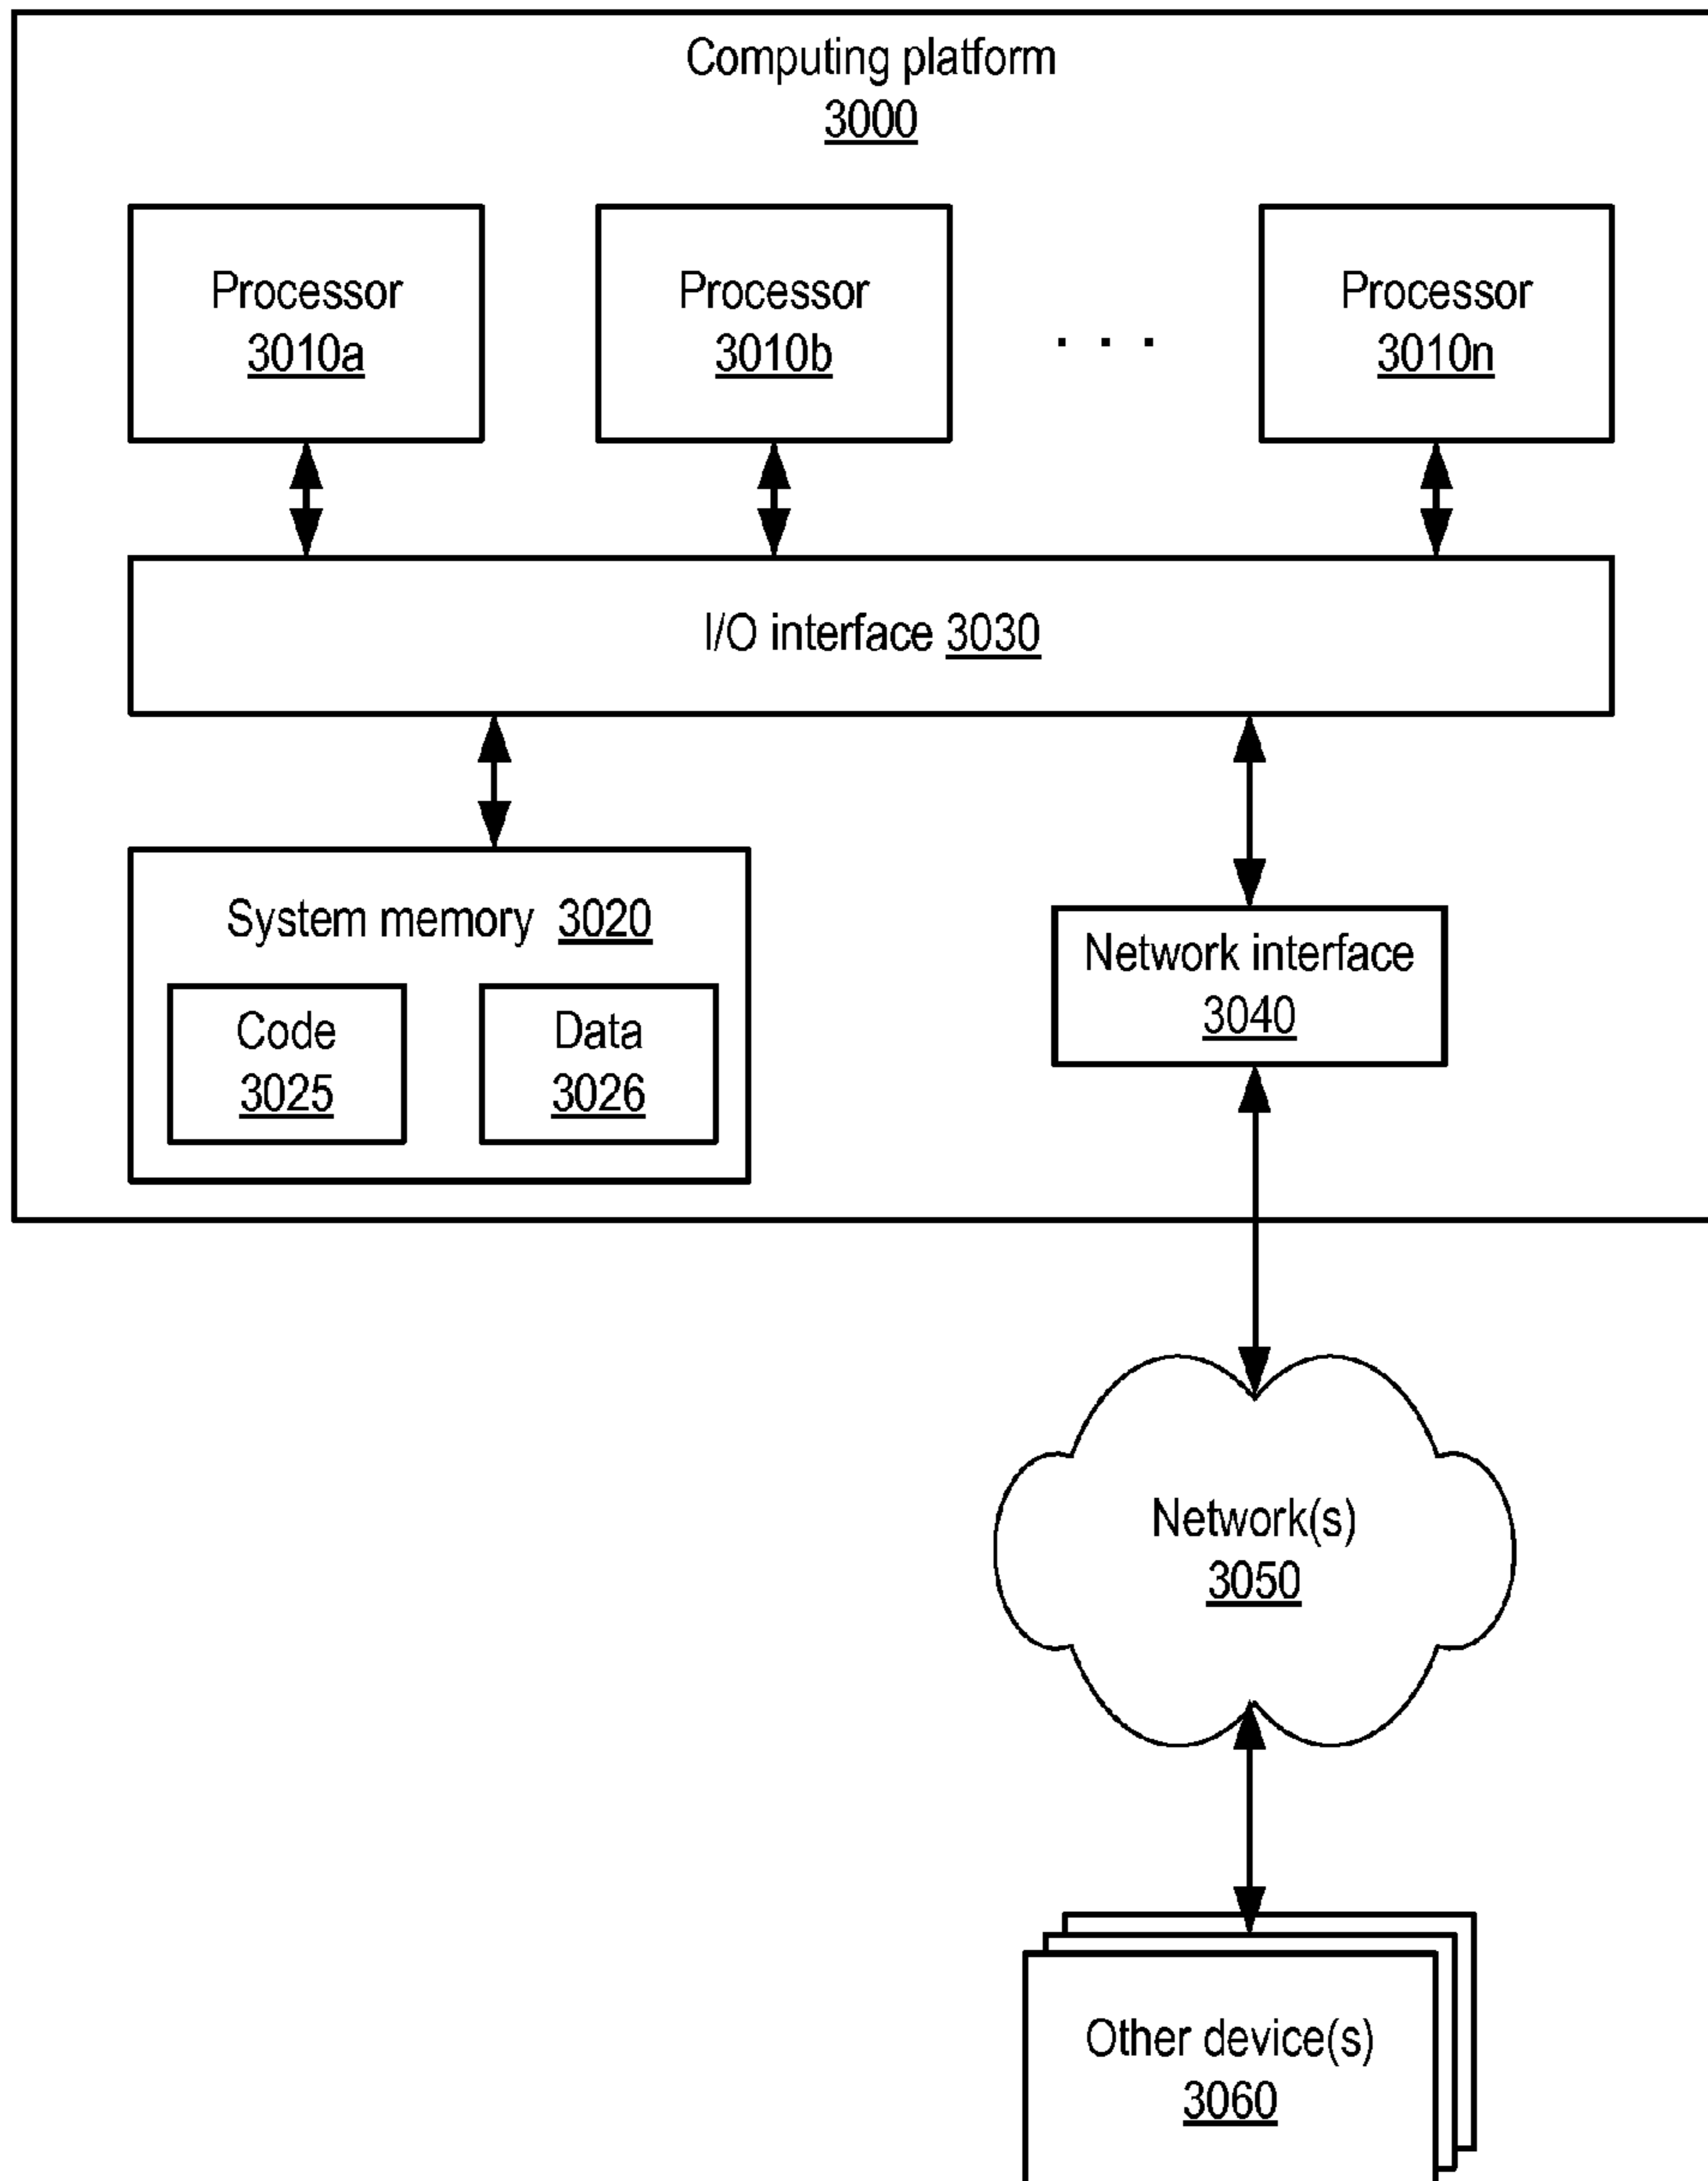 Computing platform
3000
Processor
3010a
Processor
3010b
. . .
Processor
3010n
I/O interface 3030
System memory 3020
Code
3025
Data
3026
Network interface
3040
Network(s)
3050
Other device(s)
3060